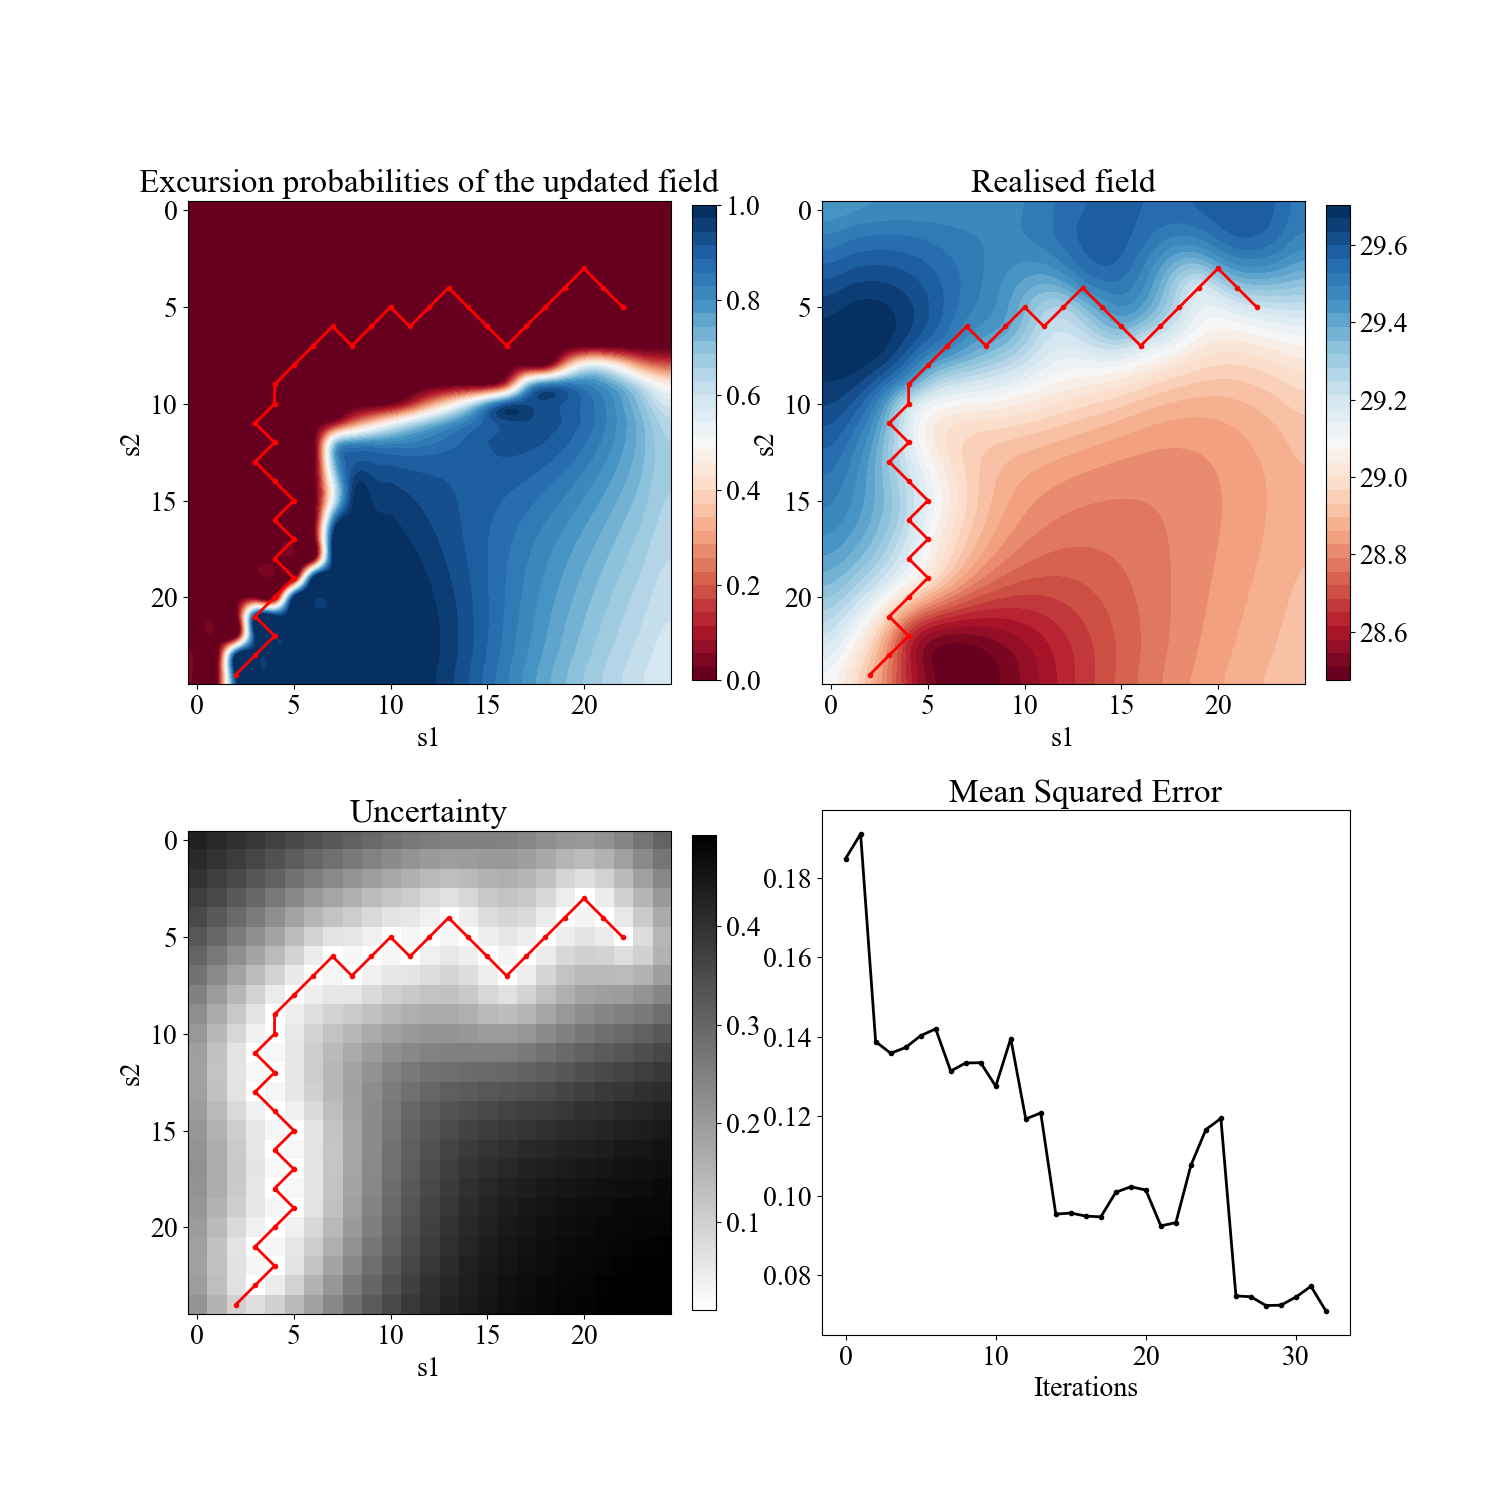 Excursion probabilities of the updated field
0
5
10
15
20
s2
0 5 10 15 20
s1
1.0
0.8
0.6
0.4
0.2
0.0
Realised field
0
5
10
15
20
s2
0 5 10 15 20
s1
29.6
29.4
29.2
29.0
28.8
28.6
Uncertainty
0
5
10
15
20
s2
0 5 10 15 20
s1
0.4
0.3
0.2
0.1
Mean Squared Error
0.18
0.16
0.14
0.12
0.10
0.08
0 10 20 30
Iterations